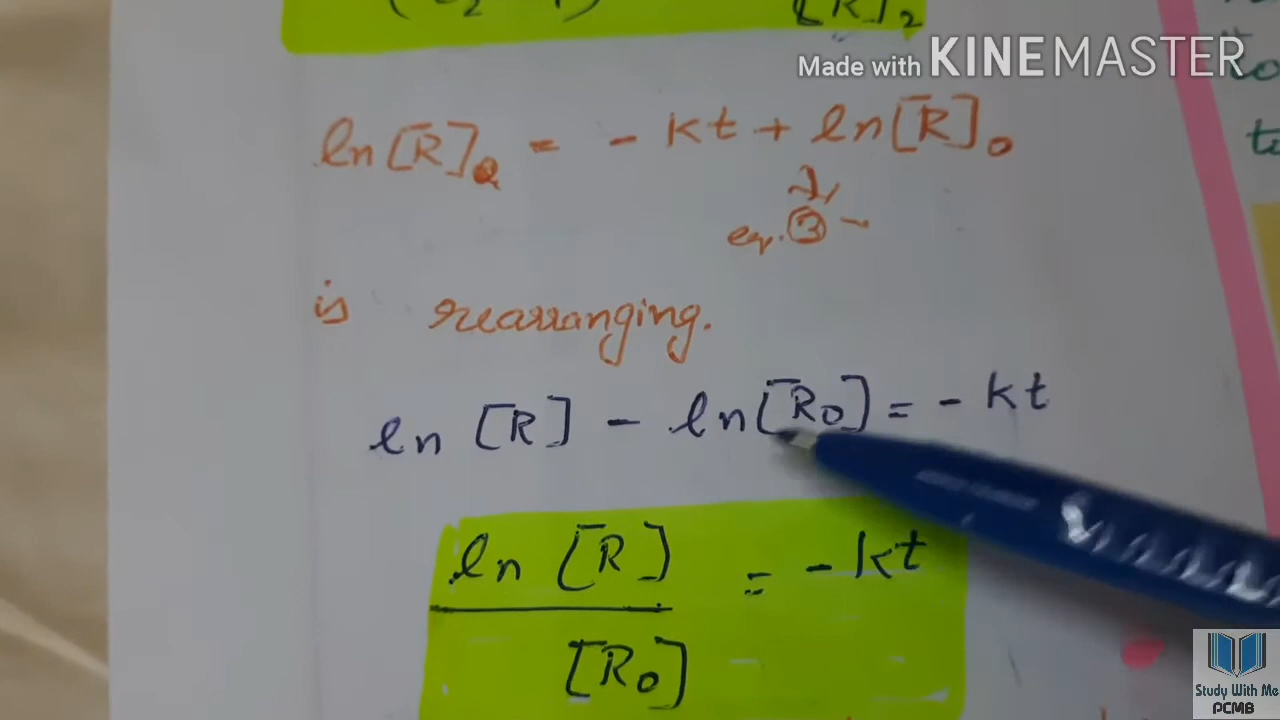 [R]₂
Made with KINEMASTER
ln [R] = - kt + ln [R]₀
eq. ③ -
is rearranging.
ln [R] - ln [R₀] = - kt
ln [R] = - kt
[R₀]
Study With Me
PCMB